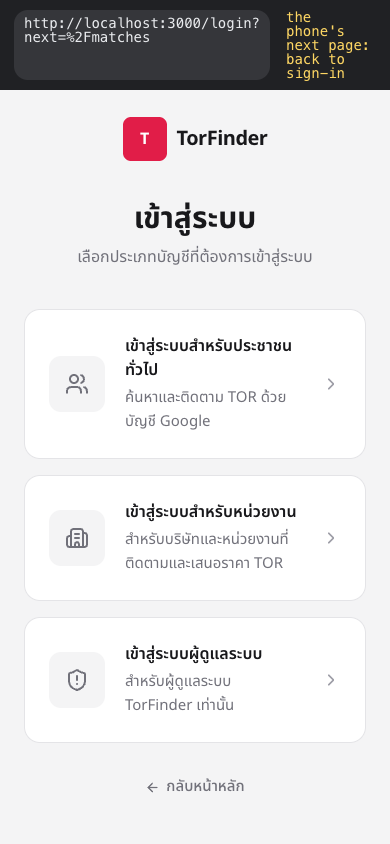 http://localhost:3000/login?
next=%2Fmatches
the
phone's
next page:
back to
sign-in
T
TorFinder
เข้าสู่ระบบ
เลือกประเภทบัญชีที่ต้องการเข้าสู่ระบบ
เข้าสู่ระบบสำหรับประชาชน
ทั่วไป
ค้นหาและติดตาม TOR ด้วย
บัญชี Google
เข้าสู่ระบบสำหรับหน่วยงาน
สำหรับบริษัทและหน่วยงานที่
ติดตามและเสนอราคา TOR
เข้าสู่ระบบผู้ดูแลระบบ
สำหรับผู้ดูแลระบบ
TorFinder เท่านั้น
← กลับหน้าหลัก